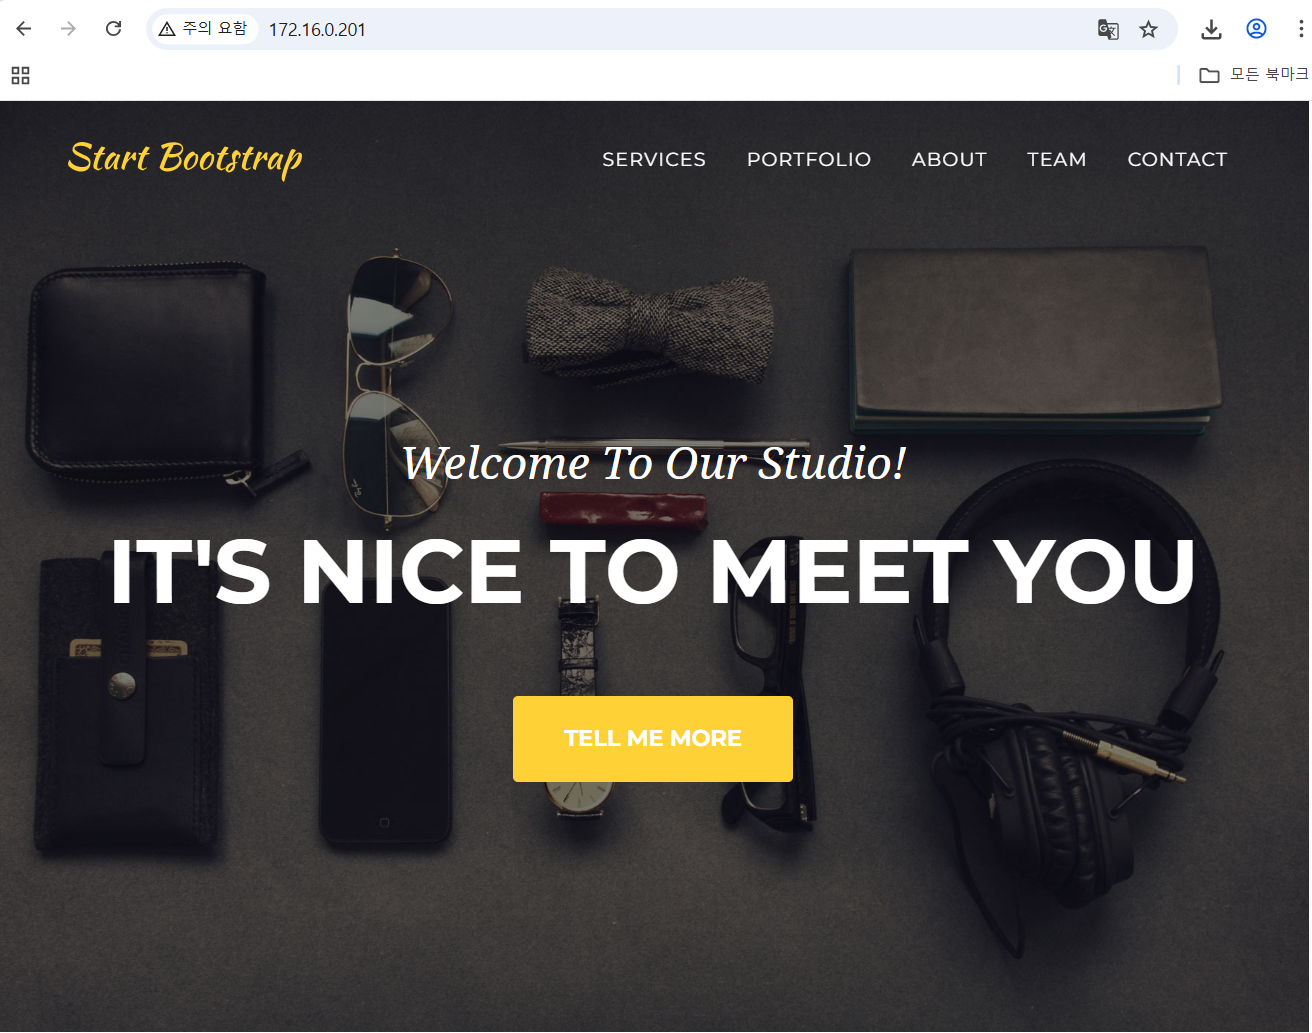 주의 요함 172.16.0.201
모든 북마크
Start Bootstrap SERVICES PORTFOLIO ABOUT TEAM CONTACT
Welcome To Our Studio!
IT'S NICE TO MEET YOU
TELL ME MORE